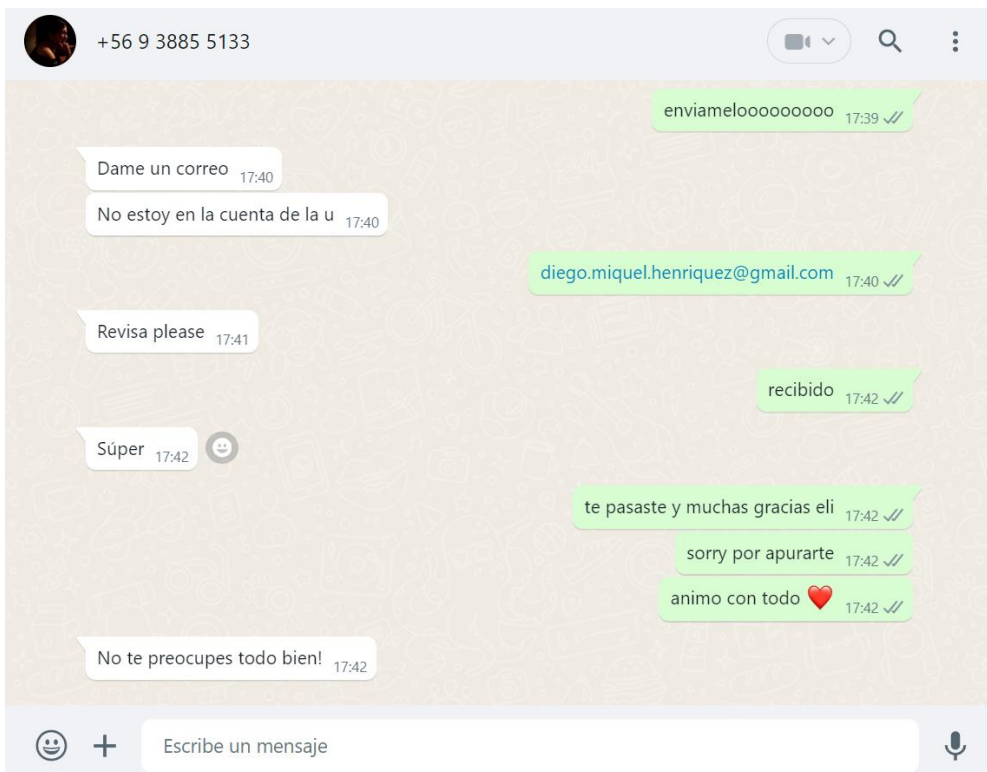 +56 9 3885 5133
enviameloooooooooo 17:39
Dame un correo 17:40
No estoy en la cuenta de la u 17:40
diego.miquel.henriquez@gmail.com 17:40
Revisa please 17:41
recibido 17:42
Súper 17:42
te pasaste y muchas gracias eli 17:42
sorry por apurarte 17:42
animo con todo ❤️ 17:42
No te preocupes todo bien! 17:42
Escribe un mensaje